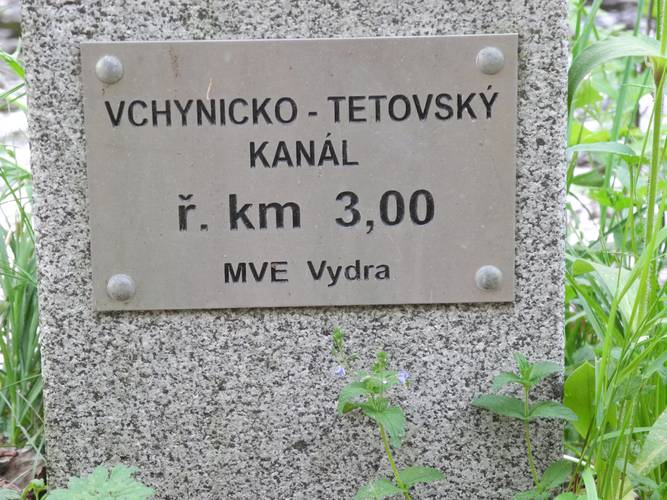 VCHYNICKO - TETOVSKÝ
KANÁL
ř. km 3,00
MVE Vydra